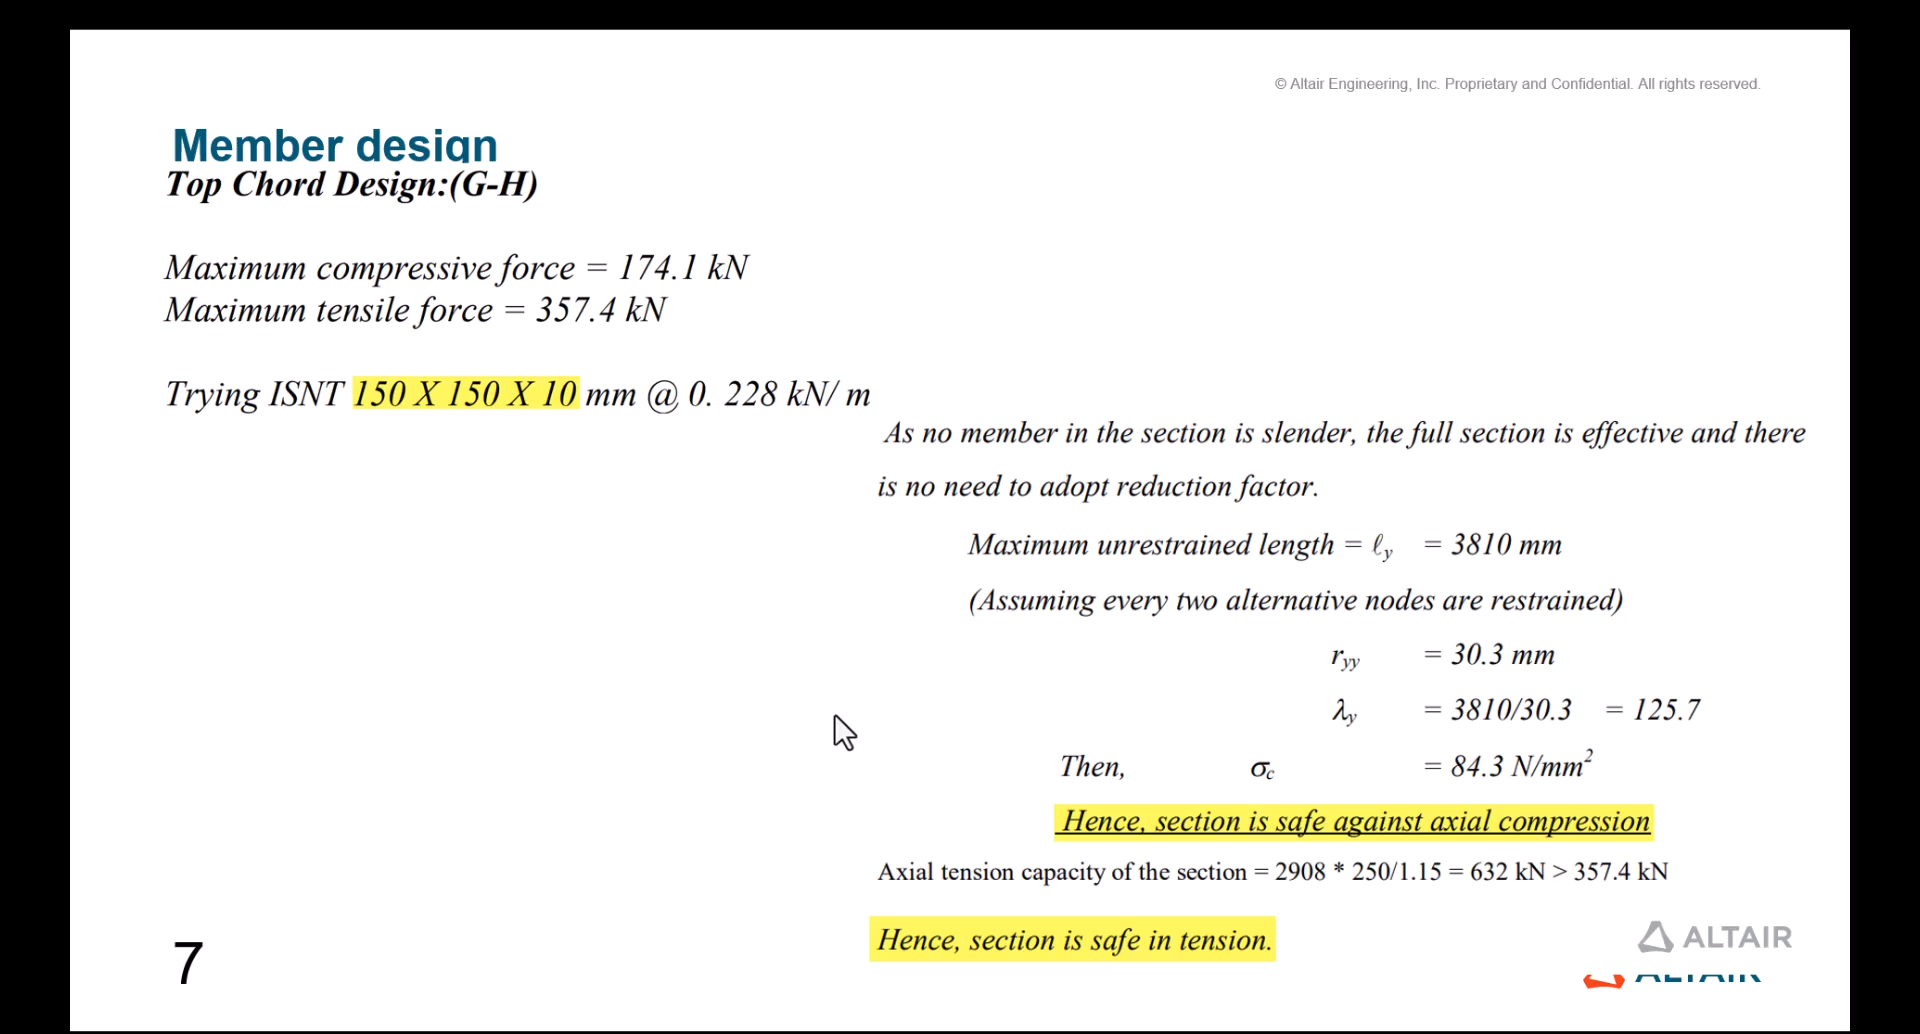 © Altair Engineering, Inc. Proprietary and Confidential. All rights reserved.
Member design
Top Chord Design:(G-H)
Maximum compressive force = 174.1 kN
Maximum tensile force = 357.4 kN
Trying ISNT 150 X 150 X 10 mm @ 0. 228 kN/ m
As no member in the section is slender, the full section is effective and there
is no need to adopt reduction factor.
Maximum unrestrained length = ℓy = 3810 mm
(Assuming every two alternative nodes are restrained)
ryy = 30.3 mm
λy = 3810/30.3 = 125.7
Then, σc = 84.3 N/mm²
Hence, section is safe against axial compression
Axial tension capacity of the section = 2908 * 250/1.15 = 632 kN > 357.4 kN
Hence, section is safe in tension.
7
ALTAIR